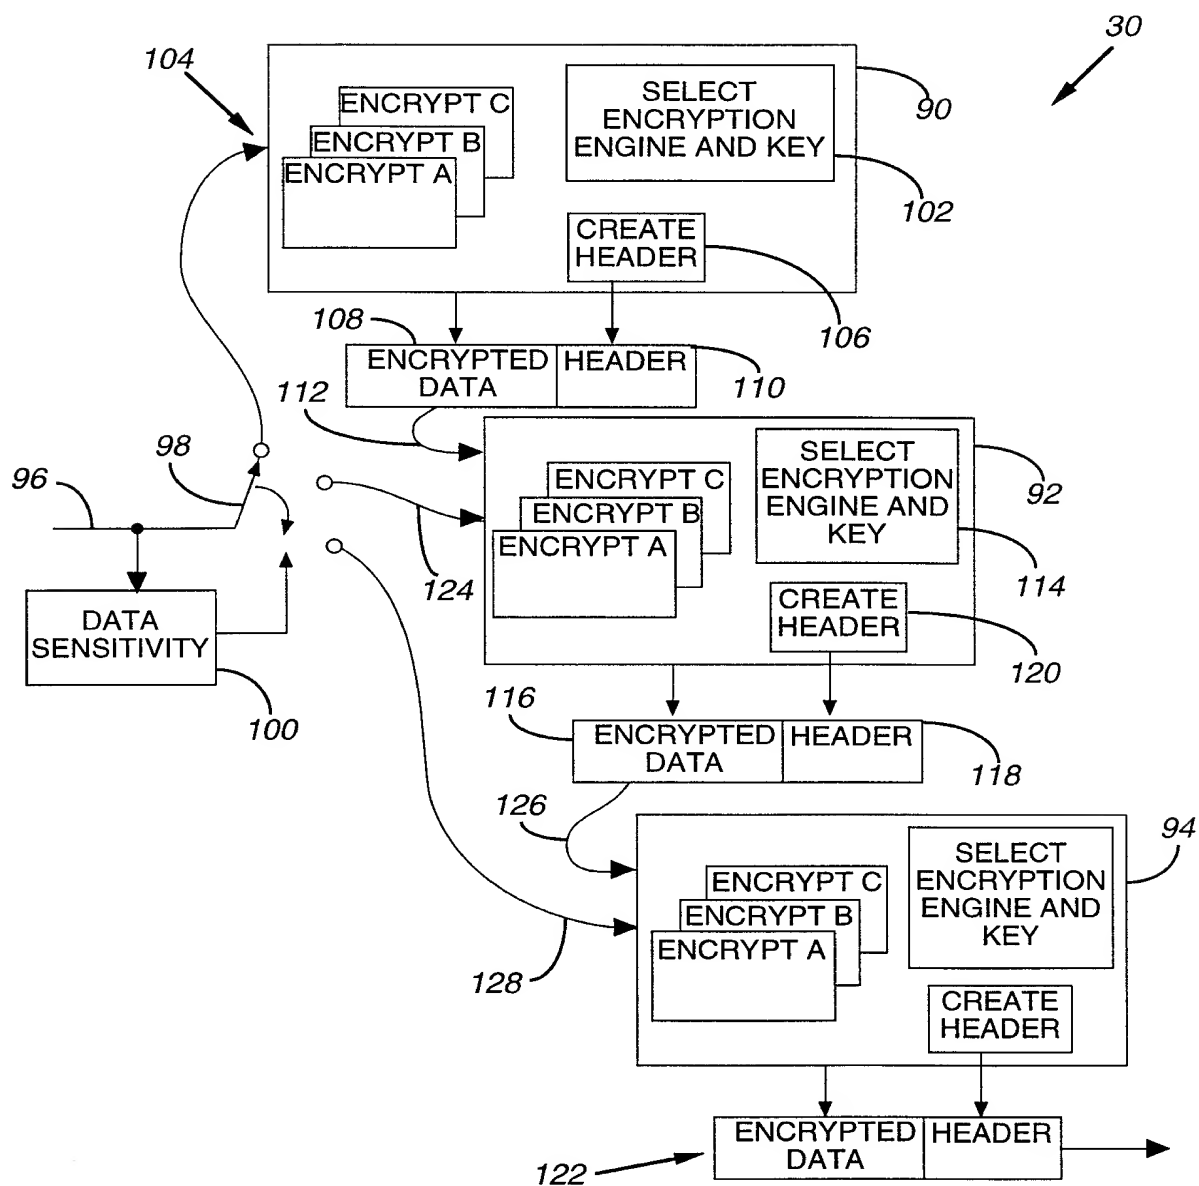 30
104
ENCRYPT C
ENCRYPT B
ENCRYPT A
SELECT
ENCRYPTION
ENGINE AND KEY
90
102
CREATE
HEADER
106
108
ENCRYPTED
DATA
HEADER
110
112
98
96
DATA
SENSITIVITY
100
124
ENCRYPT C
ENCRYPT B
ENCRYPT A
SELECT
ENCRYPTION
ENGINE AND
KEY
92
114
CREATE
HEADER
120
116
ENCRYPTED
DATA
HEADER
118
126
128
ENCRYPT C
ENCRYPT B
ENCRYPT A
SELECT
ENCRYPTION
ENGINE AND
KEY
94
CREATE
HEADER
ENCRYPTED
DATA
HEADER
122